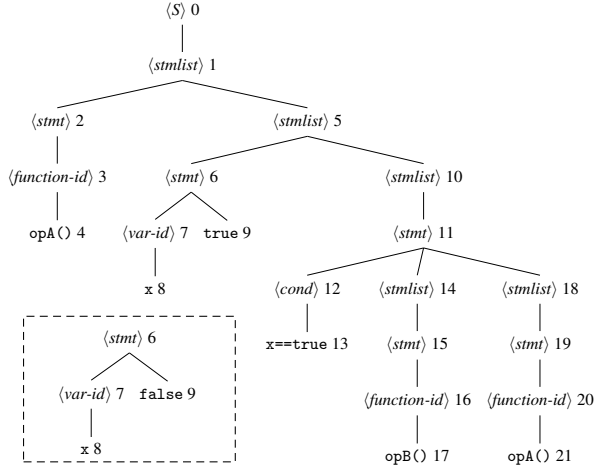 ⟨S⟩ 0
⟨stmlist⟩ 1
⟨stmt⟩ 2 ⟨stmlist⟩ 5
⟨function-id⟩ 3 ⟨stmt⟩ 6 ⟨stmlist⟩ 10
opA() 4 ⟨var-id⟩ 7 true 9 ⟨stmt⟩ 11
x 8 ⟨cond⟩ 12 ⟨stmlist⟩ 14 ⟨stmlist⟩ 18
⟨stmt⟩ 6 x==true 13 ⟨stmt⟩ 15 ⟨stmt⟩ 19
⟨var-id⟩ 7 false 9 ⟨function-id⟩ 16 ⟨function-id⟩ 20
x 8 opB() 17 opA() 21